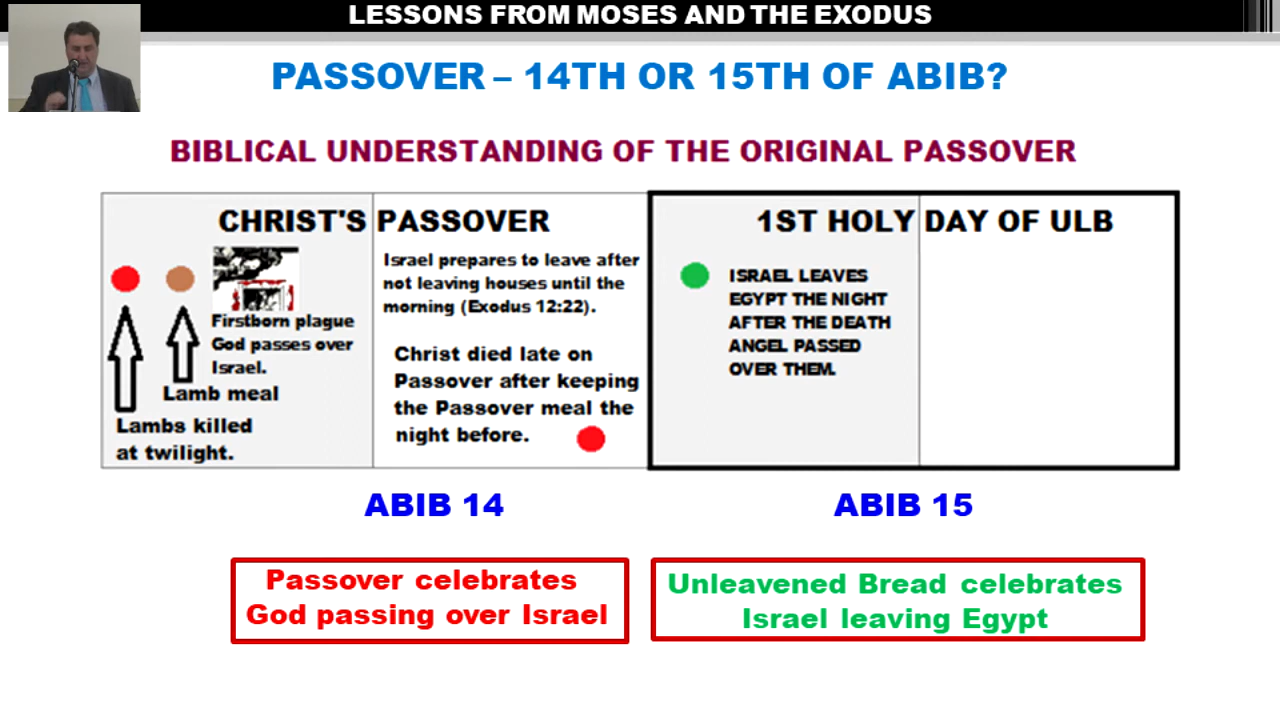 LESSONS FROM MOSES AND THE EXODUS
PASSOVER – 14TH OR 15TH OF ABIB?
BIBLICAL UNDERSTANDING OF THE ORIGINAL PASSOVER
CHRIST'S PASSOVER
Firstborn plague
God passes over
Israel.
Lamb meal
Lambs killed
at twilight.
Israel prepares to leave after
not leaving houses until the
morning (Exodus 12:22).
Christ died late on
Passover after keeping
the Passover meal the
night before.
1ST HOLY DAY OF ULB
ISRAEL LEAVES
EGYPT THE NIGHT
AFTER THE DEATH
ANGEL PASSED
OVER THEM.
ABIB 14
ABIB 15
Passover celebrates
God passing over Israel
Unleavened Bread celebrates
Israel leaving Egypt